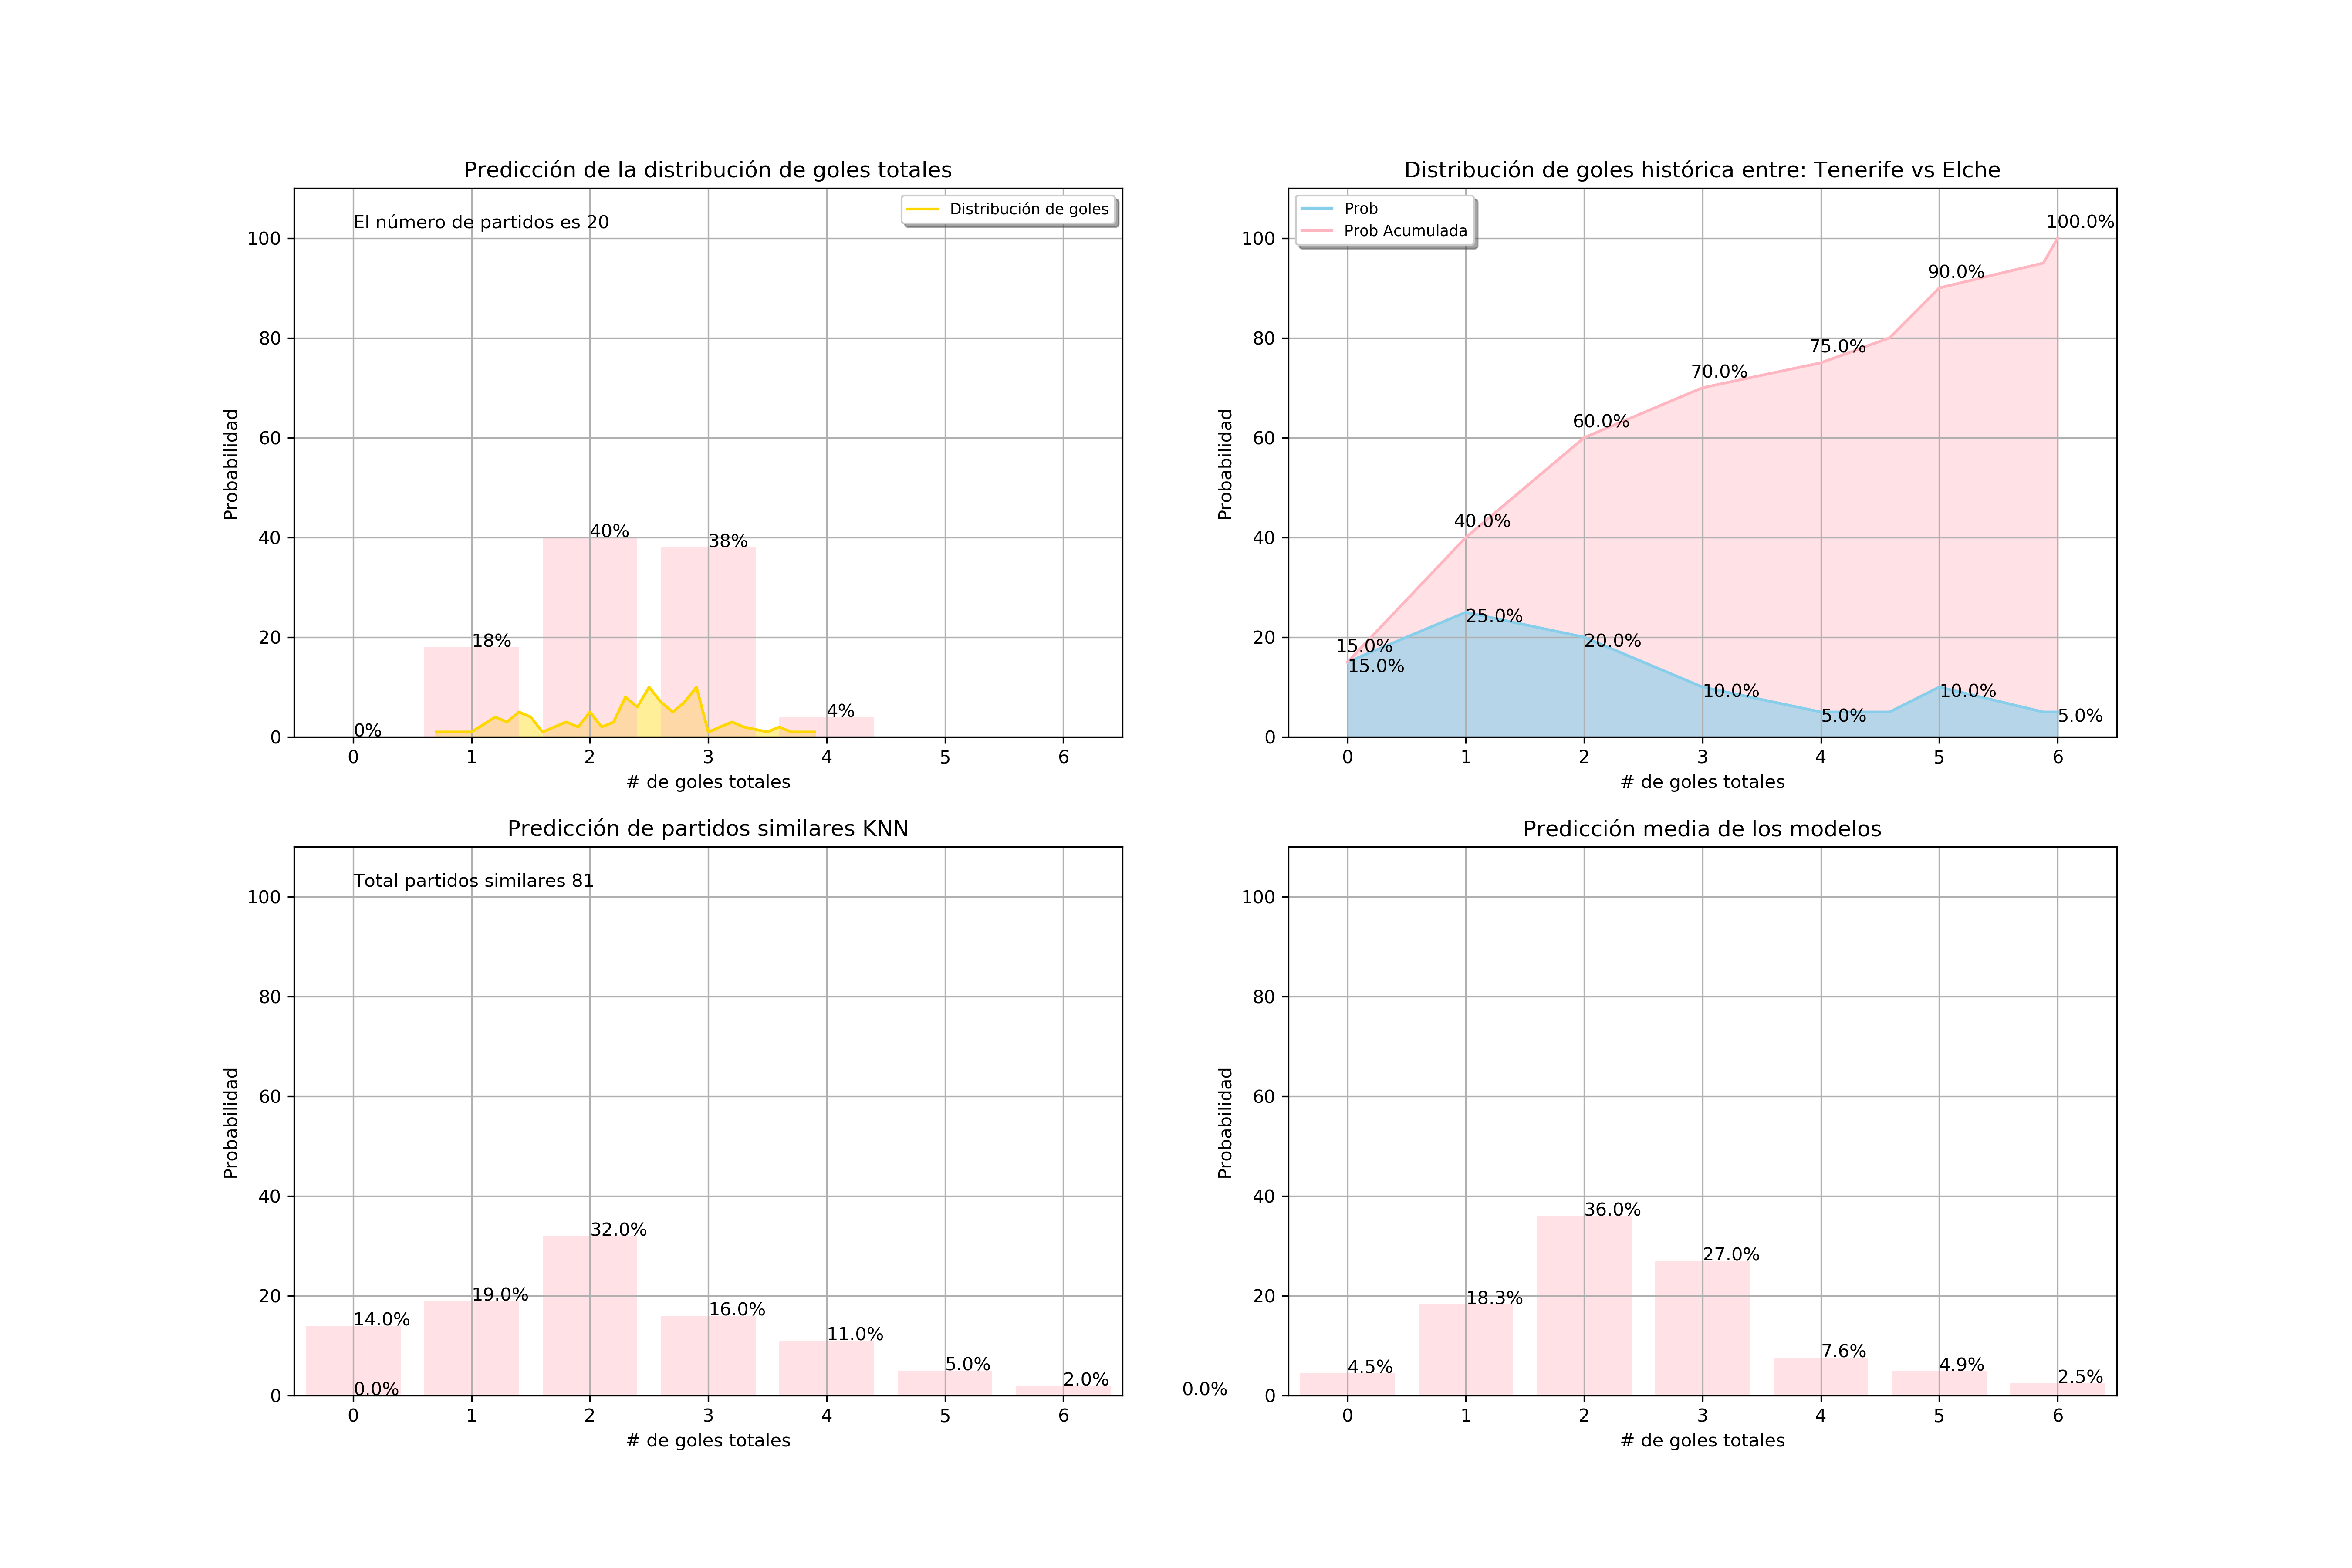 Predicción de la distribución de goles totales
El número de partidos es 20
Distribución de goles
100
80
60
40
20
0
Probabilidad
0%
18%
40%
38%
4%
0 1 2 3 4 5 6
# de goles totales
Distribución de goles histórica entre: Tenerife vs Elche
Prob
Prob Acumulada
100
80
60
40
20
0
Probabilidad
15.0%
40.0%
60.0%
70.0%
75.0%
90.0%
100.0%
15.0%
25.0%
20.0%
10.0%
5.0%
10.0%
5.0%
0 1 2 3 4 5 6
# de goles totales
Predicción de partidos similares KNN
Total partidos similares 81
100
80
60
40
20
0
Probabilidad
14.0%
0.0%
19.0%
32.0%
16.0%
11.0%
5.0%
2.0%
0 1 2 3 4 5 6
# de goles totales
Predicción media de los modelos
100
80
60
40
20
0
Probabilidad
0.0%
4.5%
18.3%
36.0%
27.0%
7.6%
4.9%
2.5%
0 1 2 3 4 5 6
# de goles totales